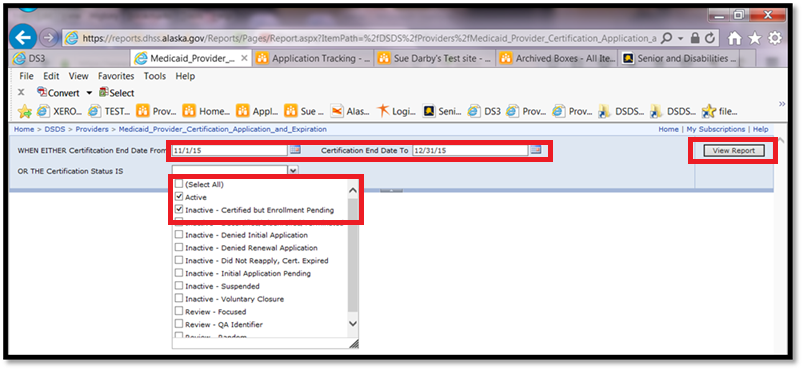 https://reports.dhss.alaska.gov/Reports/Pages/Report.aspx?ItemPath=%2fDSDS%2fProviders%2fMedicaid_Provider_Certification_Application_a
DS3 Medicaid_Provider_... Application Tracking - ... Sue Darby's Test site - ... Archived Boxes - All Ite... Senior and Disabilities ...
File Edit View Favorites Tools Help
x Convert Select
XERO... TEST... Prov... Home... Appl... Sue ... Alas... Logi... Seni... DS3 Prov... Prov... DSDS... DSDS... file...
Home > DSDS > Providers > Medicaid_Provider_Certification_Application_and_Expiration Home | My Subscriptions | Help
WHEN EITHER Certifitcation End Date From 11/1/15 Certification End Date To 12/31/15 View Report
OR THE Certification Status IS
(Select All)
Active
Inactive - Certified but Enrollment Pending
Inactive - Denied Initial Application
Inactive - Denied Renewal Application
Inactive - Did Not Reapply, Cert. Expired
Inactive - Initial Application Pending
Inactive - Suspended
Inactive - Voluntary Closure
Review - Focused
Review - QA Identifier
Review - Random